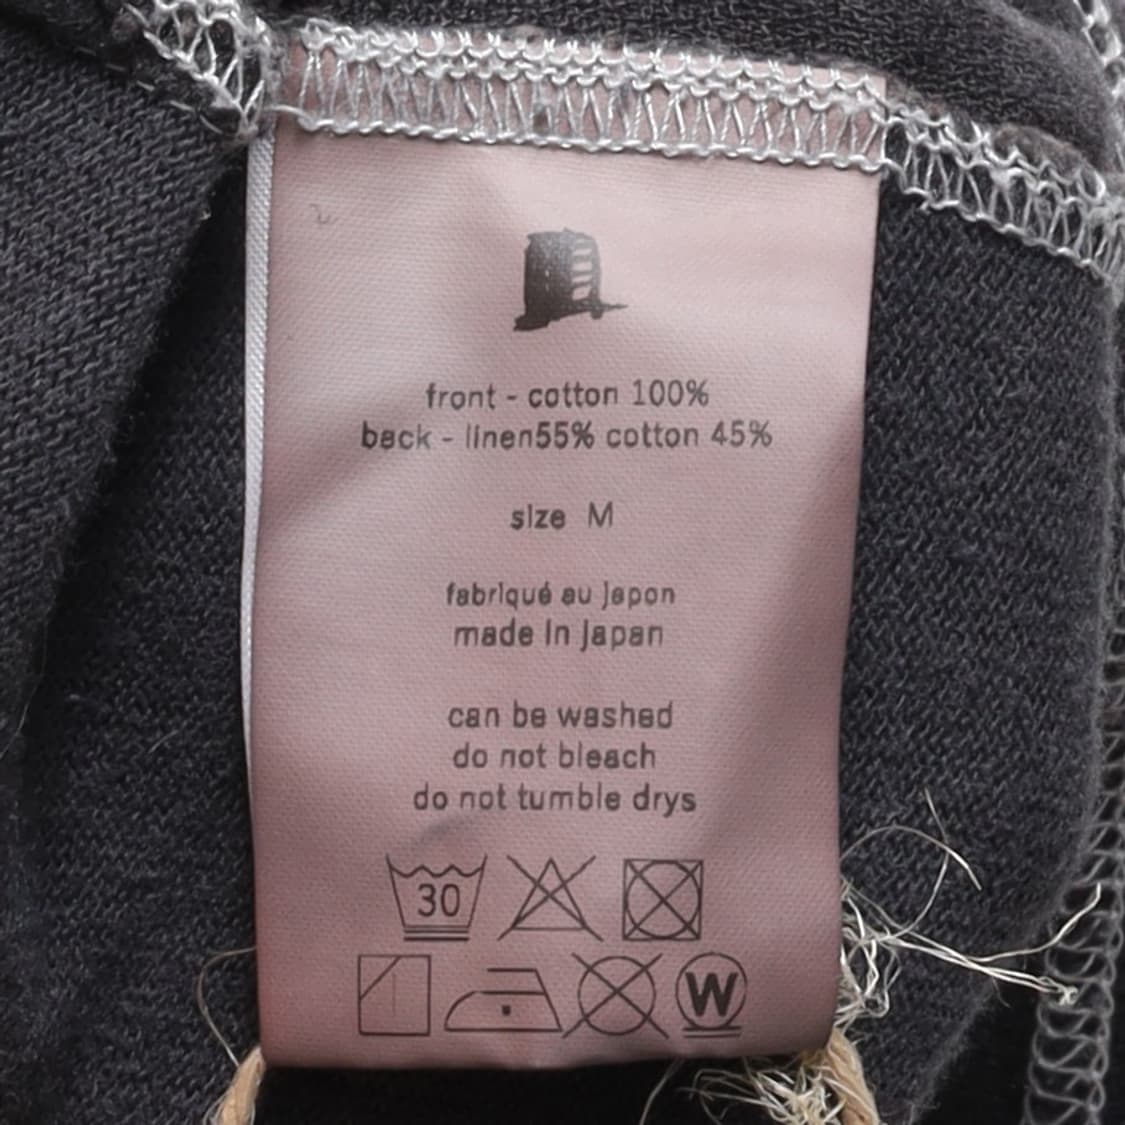 front - cotton 100%
back - linen55% cotton 45%
size M
fabriqué au japon
made in japan
can be washed
do not bleach
do not tumble drys
30
W